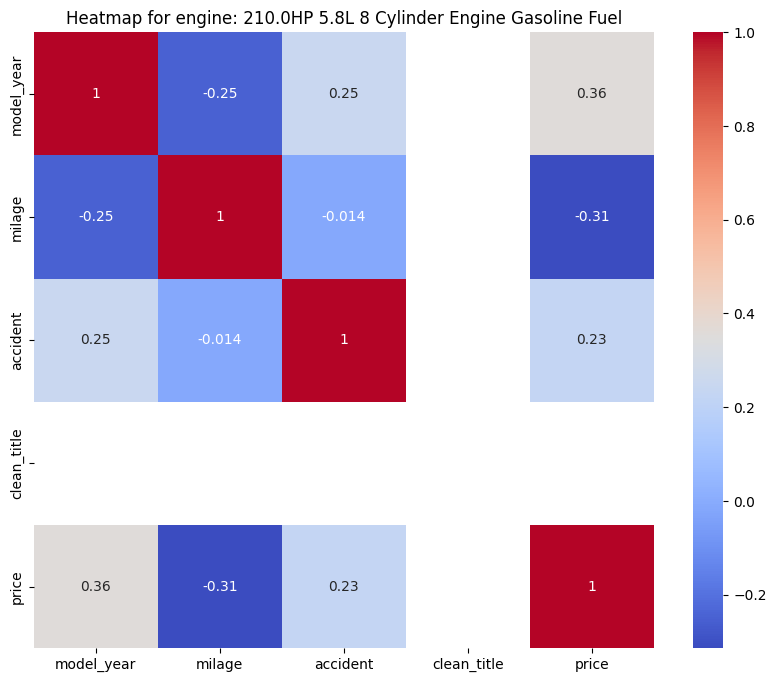 Heatmap for engine: 210.0HP 5.8L 8 Cylinder Engine Gasoline Fuel
model_year
1
-0.25
0.25
0.36
milage
-0.25
1
-0.014
-0.31
accident
0.25
-0.014
1
0.23
clean_title
price
0.36
-0.31
0.23
1
model_year
milage
accident
clean_title
price
1.0
0.8
0.6
0.4
0.2
0.0
−0.2